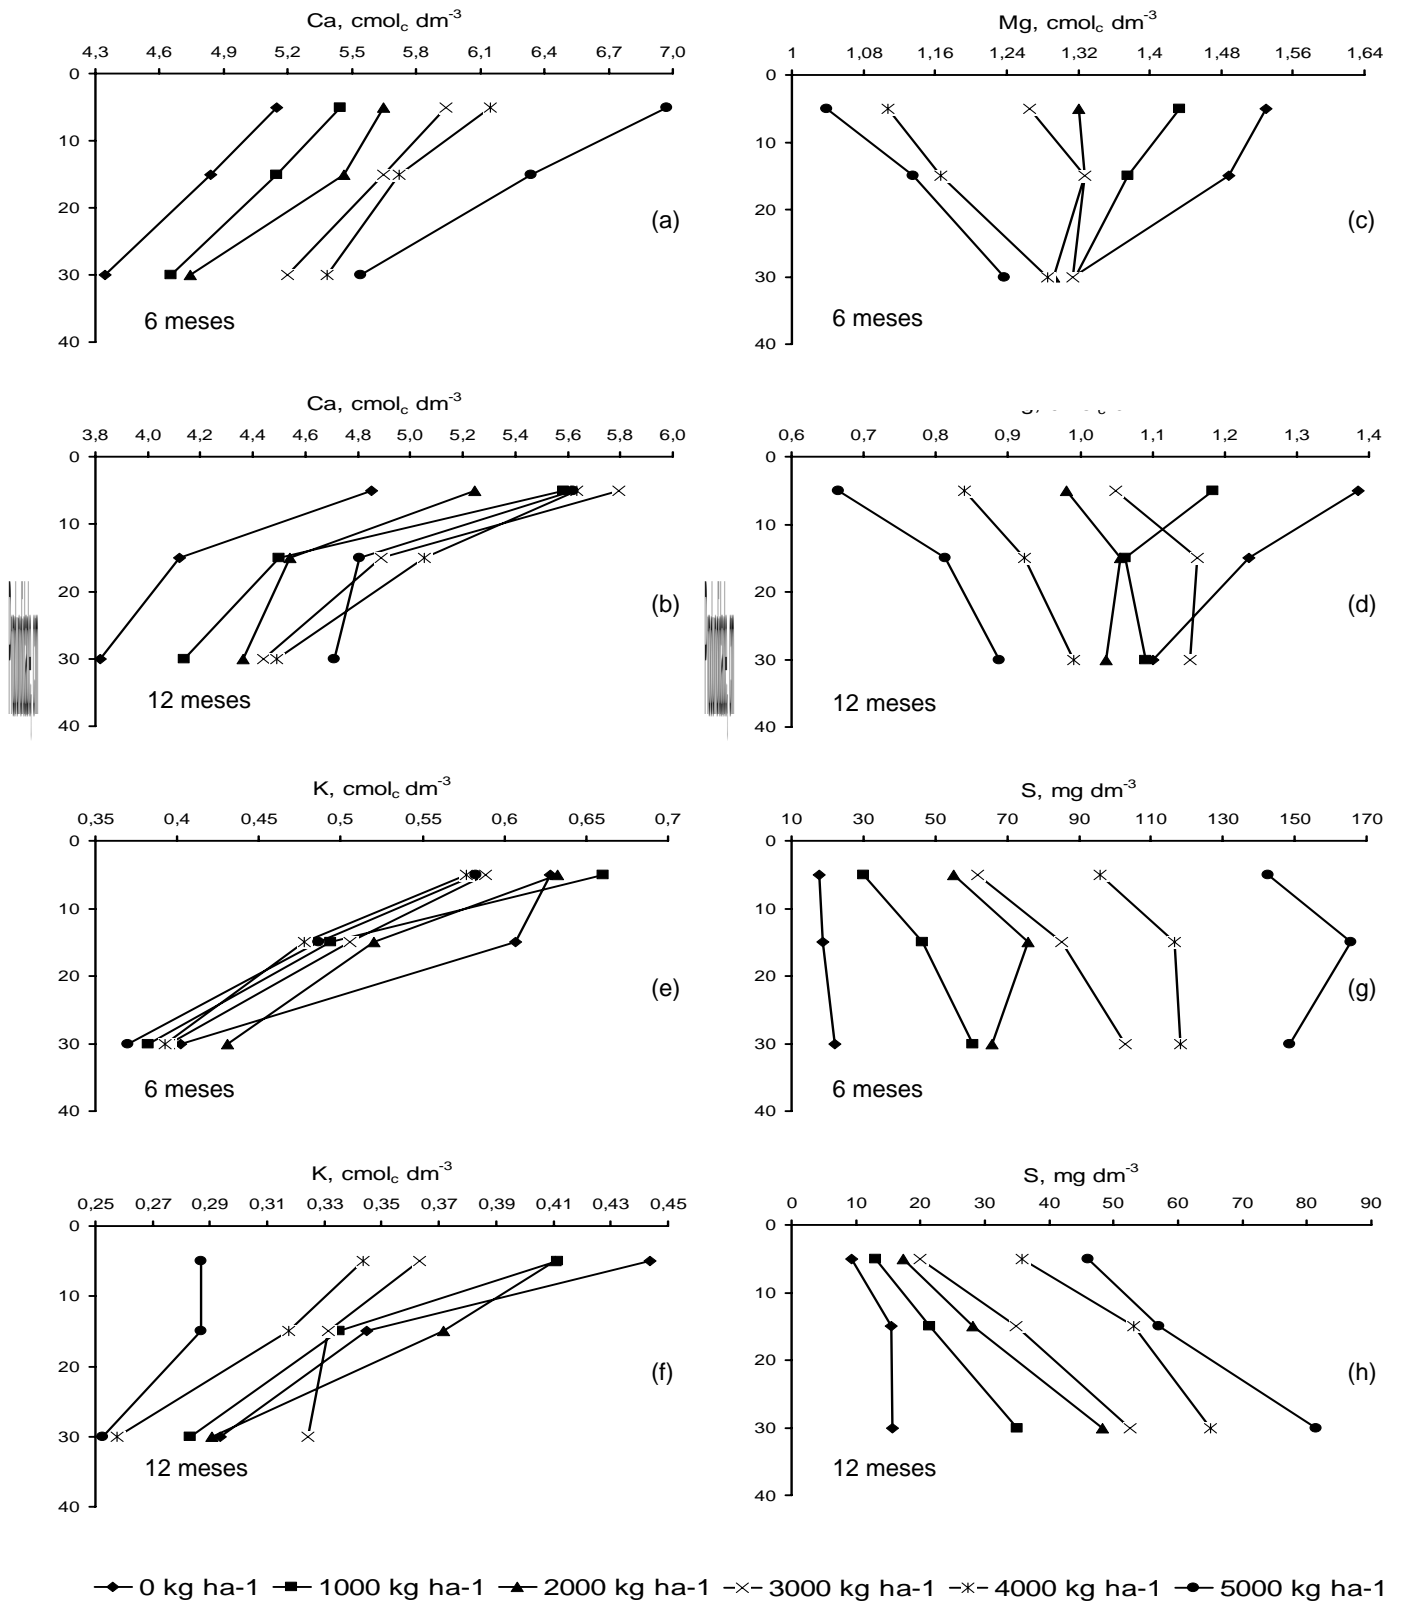 Ca, cmolc dm-3
4,3 4,6 4,9 5,2 5,5 5,8 6,1 6,4 6,7 7,0
0
10
20
30
40
(a)
6 meses
Mg, cmolc dm-3
1 1,08 1,16 1,24 1,32 1,4 1,48 1,56 1,64
0
10
20
30
40
(c)
6 meses
Ca, cmolc dm-3
3,8 4,0 4,2 4,4 4,6 4,8 5,0 5,2 5,4 5,6 5,8 6,0
0
10
20
30
40
(b)
12 meses
0,6 0,7 0,8 0,9 1,0 1,1 1,2 1,3 1,4
0
10
20
30
40
(d)
12 meses
K, cmolc dm-3
0,35 0,4 0,45 0,5 0,55 0,6 0,65 0,7
0
10
20
30
40
(e)
6 meses
S, mg dm-3
10 30 50 70 90 110 130 150 170
0
10
20
30
40
(g)
6 meses
K, cmolc dm-3
0,25 0,27 0,29 0,31 0,33 0,35 0,37 0,39 0,41 0,43 0,45
0
10
20
30
40
(f)
12 meses
S, mg dm-3
0 10 20 30 40 50 60 70 80 90
0
10
20
30
40
(h)
12 meses
0 kg ha-1 1000 kg ha-1 2000 kg ha-1 3000 kg ha-1 4000 kg ha-1 5000 kg ha-1